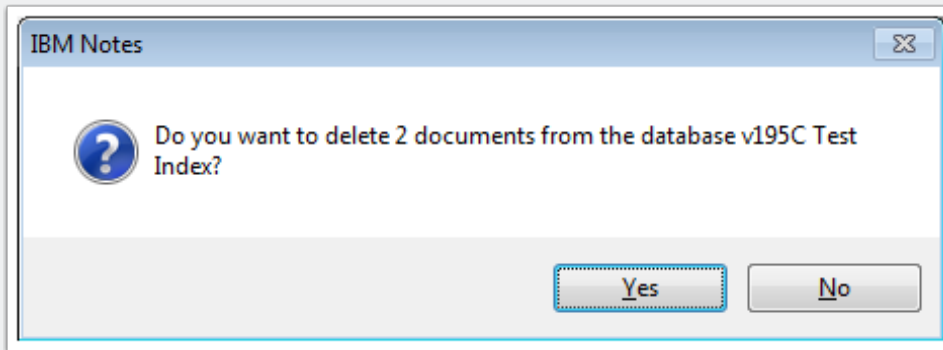 IBM Notes
Do you want to delete 2 documents from the database v195C Test
Index?
Yes
No